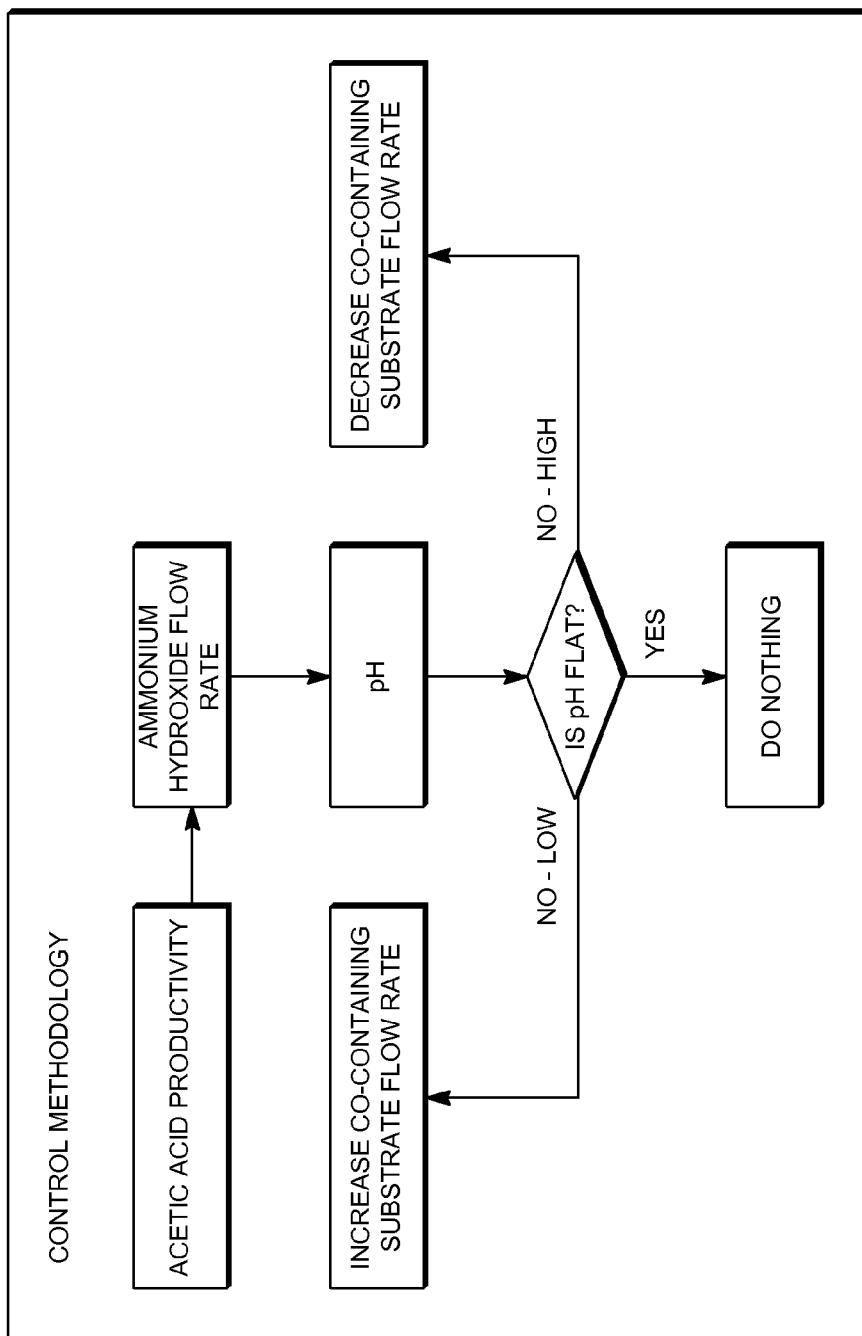 CONTROL METHODOLOGY
ACETIC ACID PRODUCTIVITY
AMMONIUM
HYDROXIDE FLOW
RATE
pH
INCREASE CO-CONTAINING
SUBSTRATE FLOW RATE
DECREASE CO-CONTAINING
SUBSTRATE FLOW RATE
NO - LOW
IS pH FLAT?
NO - HIGH
YES
DO NOTHING